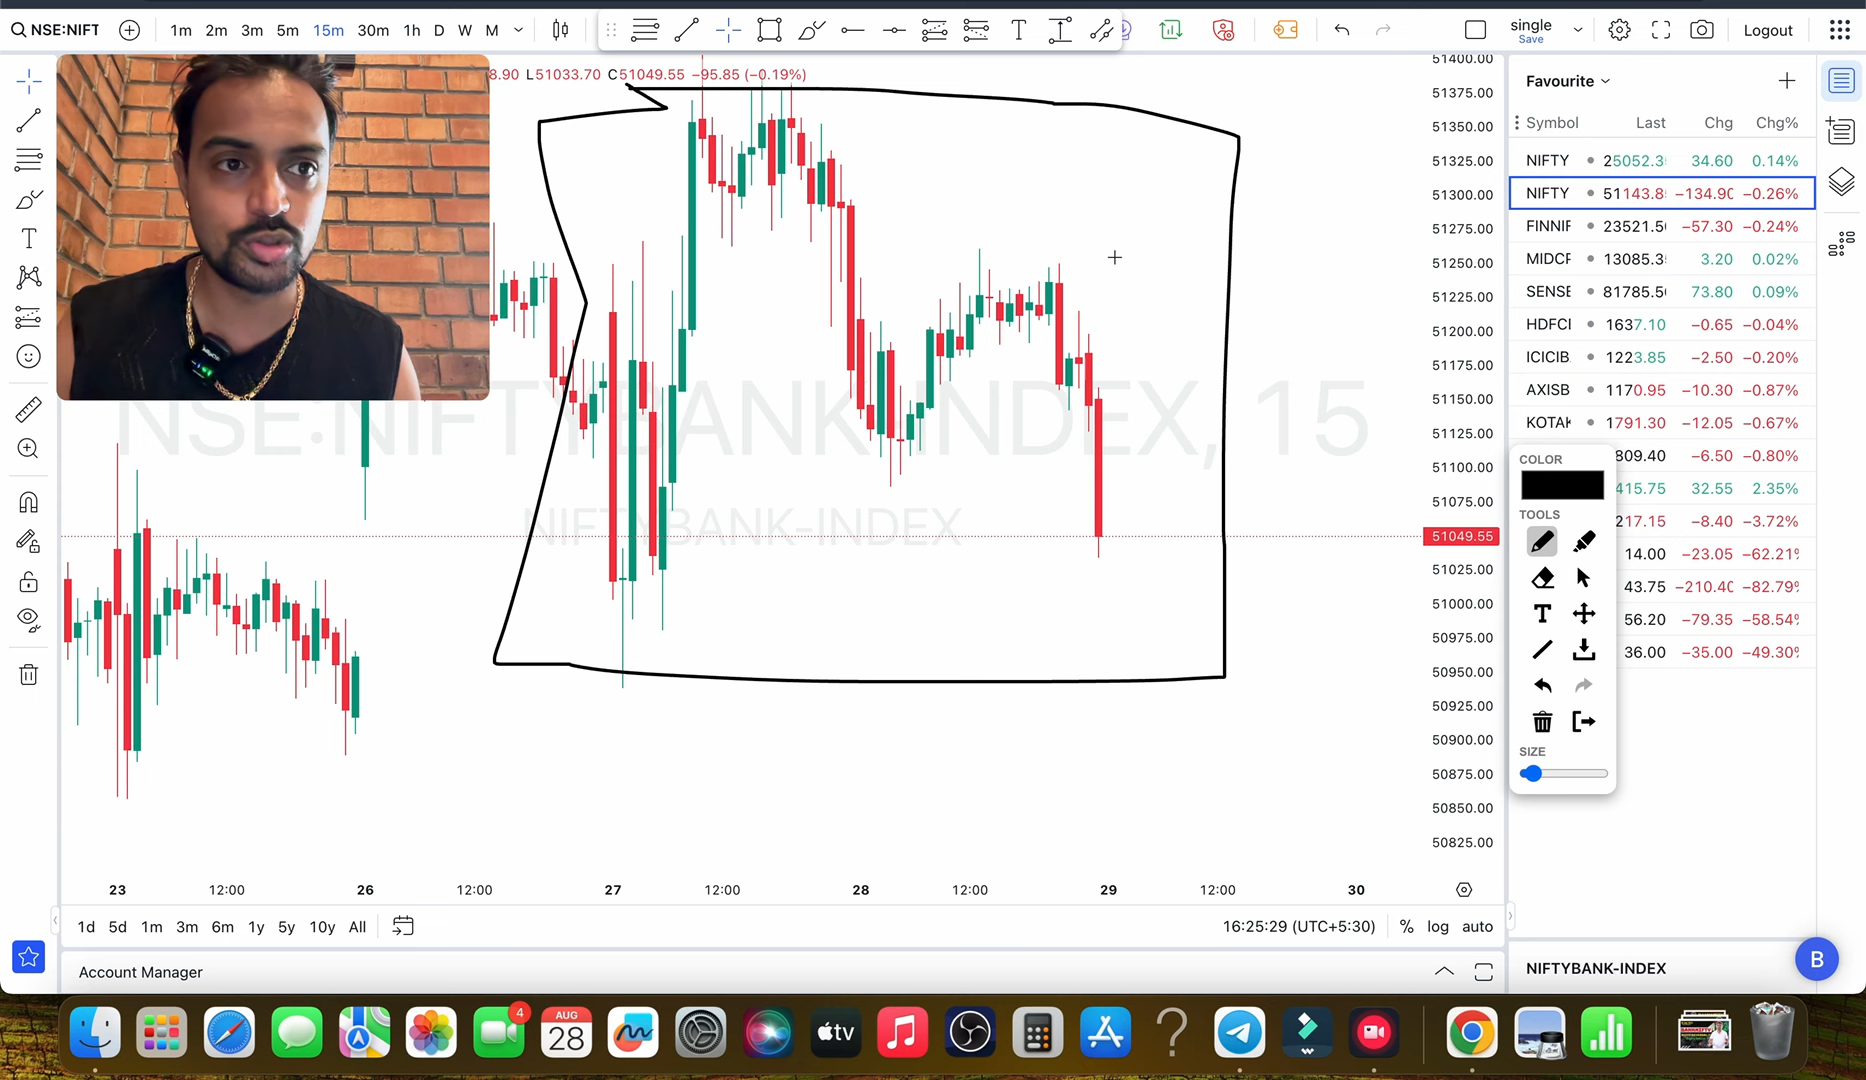 NSE:NIFT
1m 2m 3m 5m 15m 30m 1h D W M
single
Save
Logout
8.90 L51033.70 C51049.55 −95.85 (−0.19%)
NSE:NIFTYBANK-INDEX, 15
NIFTYBANK-INDEX
51400.00
51375.00
51350.00
51325.00
51300.00
51275.00
51250.00
51225.00
51200.00
51175.00
51150.00
51125.00
51100.00
51075.00
51049.55
51025.00
51000.00
50975.00
50950.00
50925.00
50900.00
50875.00
50850.00
50825.00
23 12:00 26 12:00 27 12:00 28 12:00 29 12:00 30
1d 5d 1m 3m 6m 1y 5y 10y All
16:25:29 (UTC+5:30) % log auto
Account Manager
Favourite
Symbol Last Chg Chg%
NIFTY 25052.3 34.60 0.14%
NIFTY 51143.8 −134.90 −0.26%
FINNIF 23521.5 −57.30 −0.24%
MIDCP 13085.3 3.20 0.02%
SENSE 81785.5 73.80 0.09%
HDFCI 1637.10 −0.65 −0.04%
ICICIB 1223.85 −2.50 −0.20%
AXISB 1170.95 −10.30 −0.87%
KOTAK 1791.30 −12.05 −0.67%
809.40 −6.50 −0.80%
415.75 32.55 2.35%
217.15 −8.40 −3.72%
14.00 −23.05 −62.21%
43.75 −210.40 −82.79%
56.20 −79.35 −58.54%
36.00 −35.00 −49.30%
COLOR
TOOLS
SIZE
NIFTYBANK-INDEX
B
4
AUG
28
tv